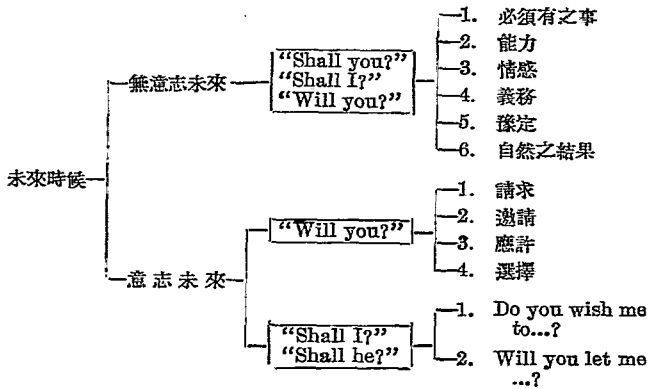 未來時候
無意志未來
“Shall you?”
“Shall I?”
“Will you?”
1. 必須有之事
2. 能力
3. 情感
4. 義務
5. 豫定
6. 自然之結果
意志未來
“Will you?”
1. 請求
2. 邀請
3. 應許
4. 選擇
“Shall I?”
“Shall he?”
1. Do you wish me
to...?
2. Will you let me
...?